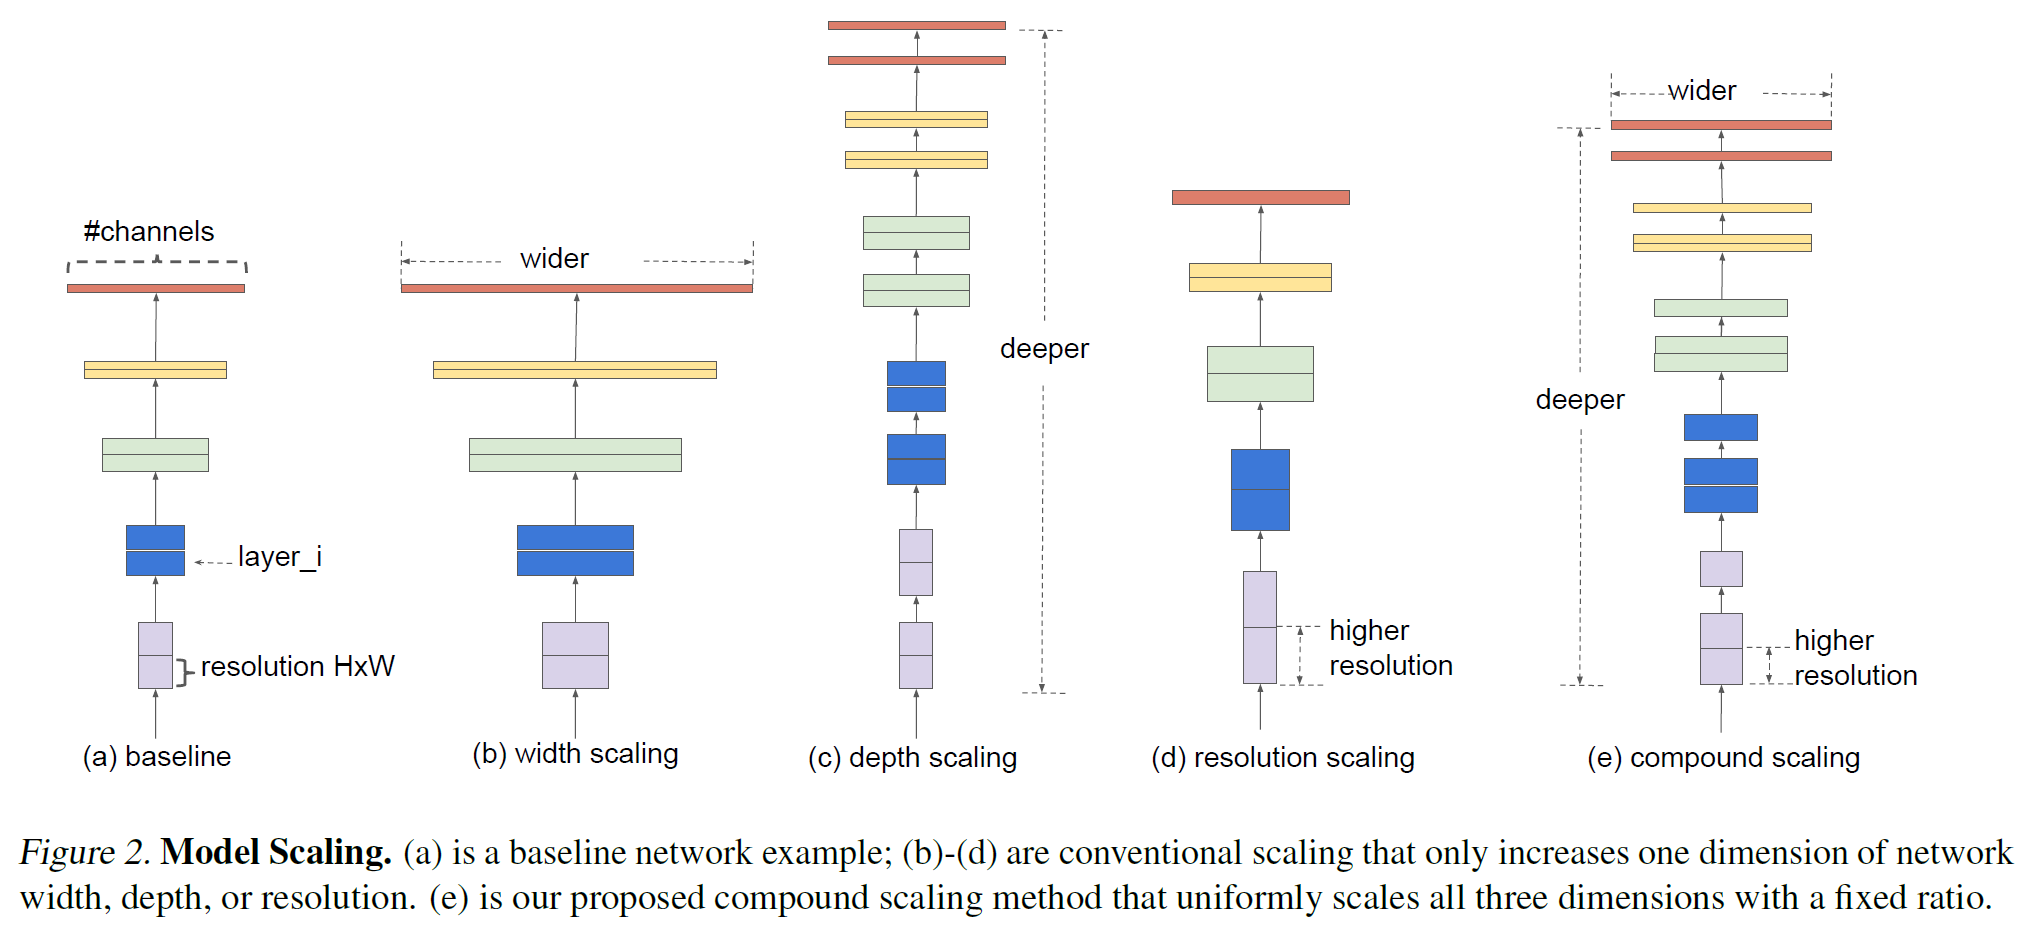 #channels
layer_i
resolution HxW
(a) baseline
wider
(b) width scaling
deeper
(c) depth scaling
higher
resolution
(d) resolution scaling
wider
deeper
higher
resolution
(e) compound scaling
Figure 2. Model Scaling. (a) is a baseline network example; (b)-(d) are conventional scaling that only increases one dimension of network
width, depth, or resolution. (e) is our proposed compound scaling method that uniformly scales all three dimensions with a fixed ratio.